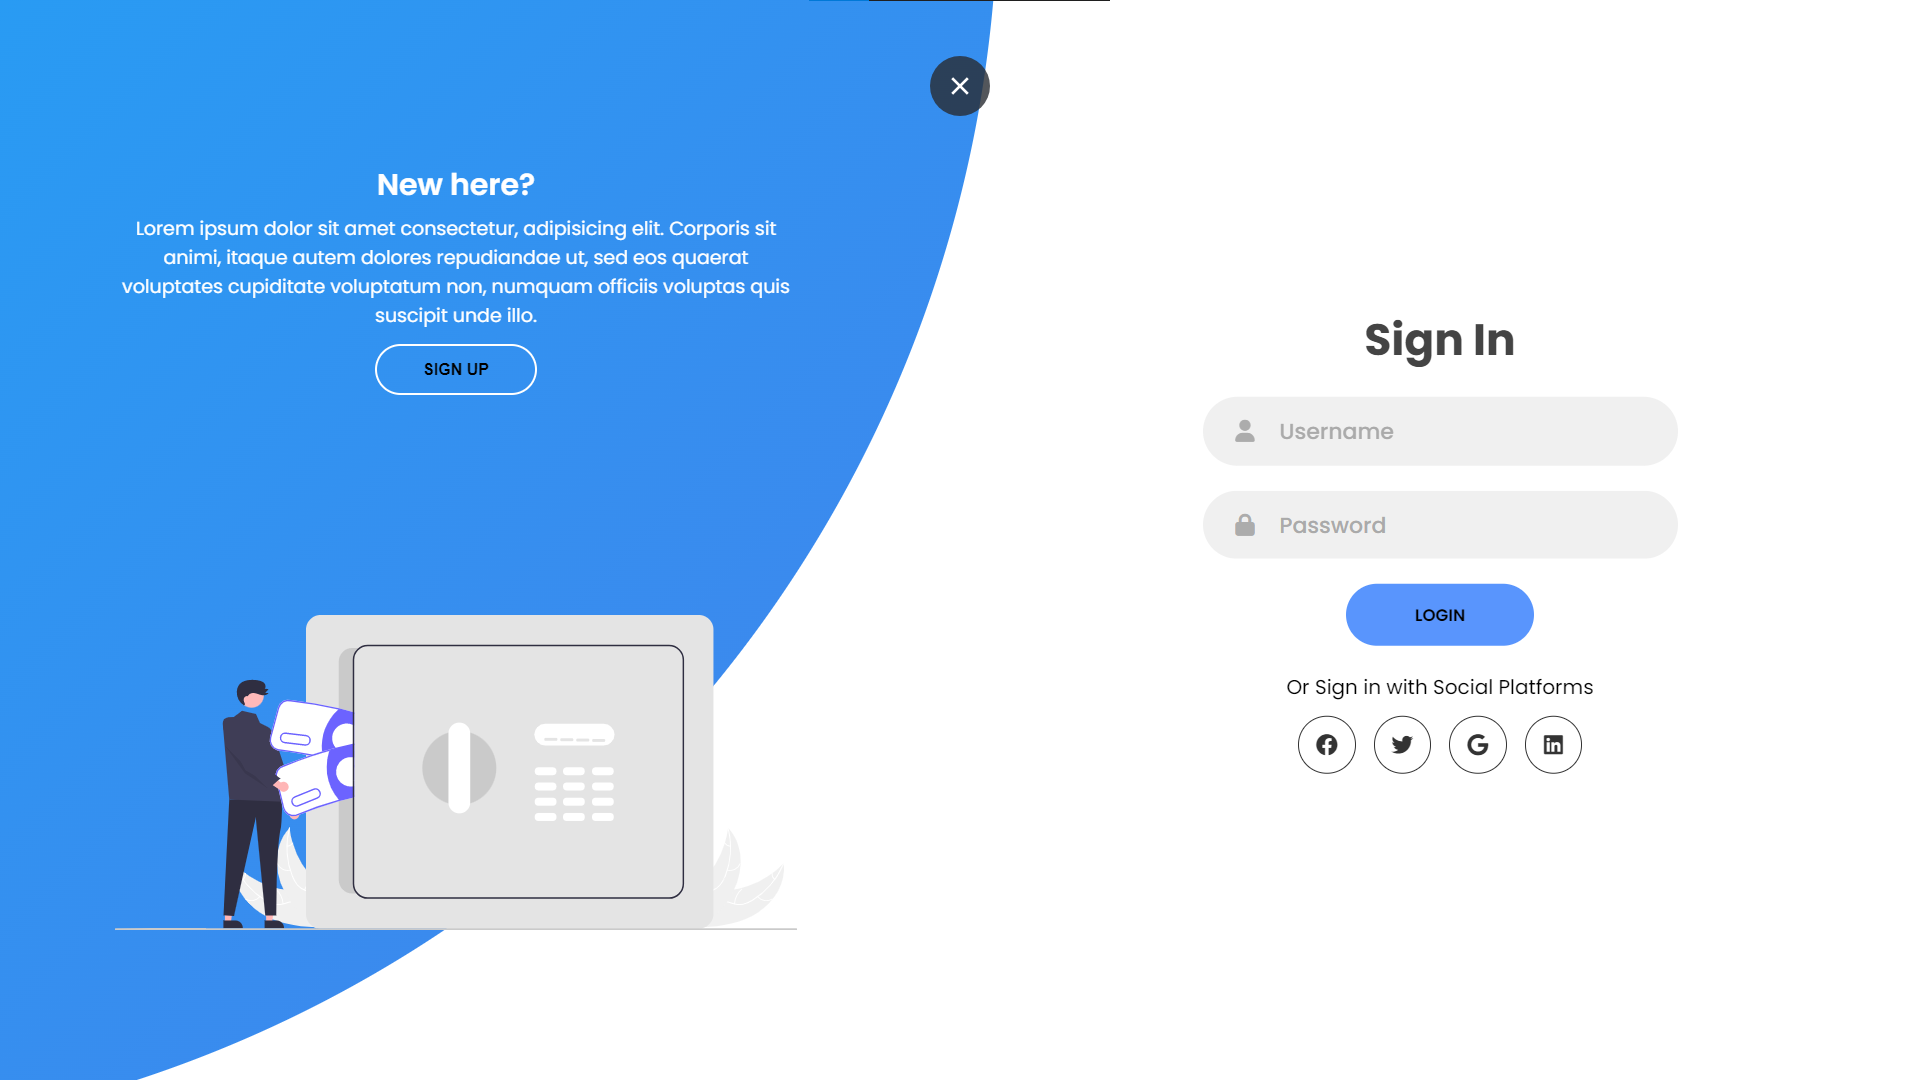 New here?
Lorem ipsum dolor sit amet consectetur, adipisicing elit. Corporis sit
animi, itaque autem dolores repudiandae ut, sed eos quaerat
voluptates cupiditate voluptatum non, numquam officiis voluptas quis
suscipit unde illo.
SIGN UP
Sign In
Username
Password
LOGIN
Or Sign in with Social Platforms